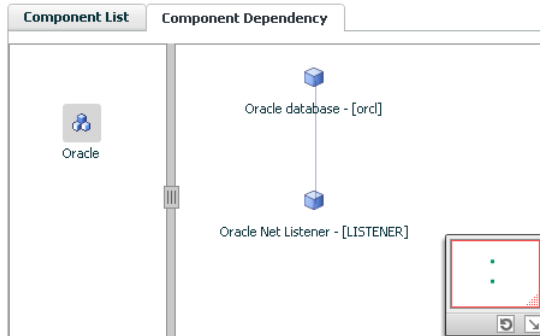 Component List
Component Dependency
Oracle database - [orcl]
Oracle
Oracle Net Listener - [LISTENER]